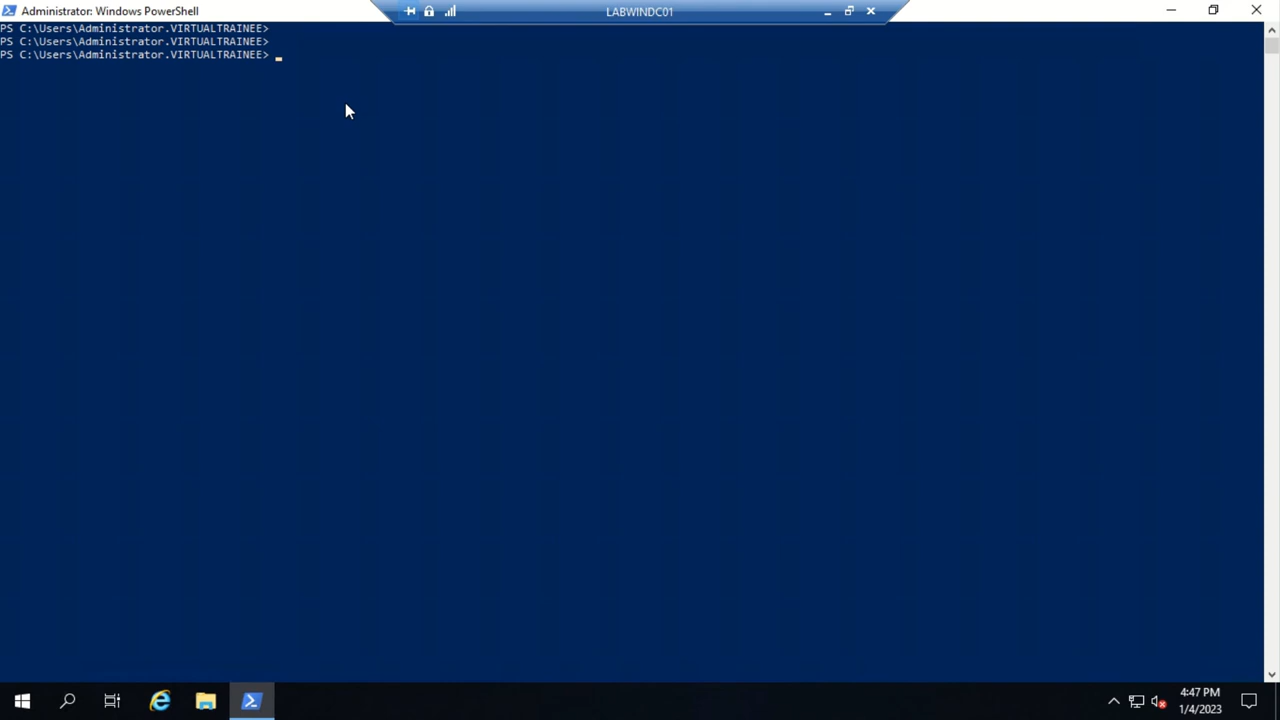 Administrator: Windows PowerShell
LABWINDC01
PS C:\Users\Administrator.VIRTUALTRAINEE>
PS C:\Users\Administrator.VIRTUALTRAINEE>
PS C:\Users\Administrator.VIRTUALTRAINEE>
4:47 PM
1/4/2023